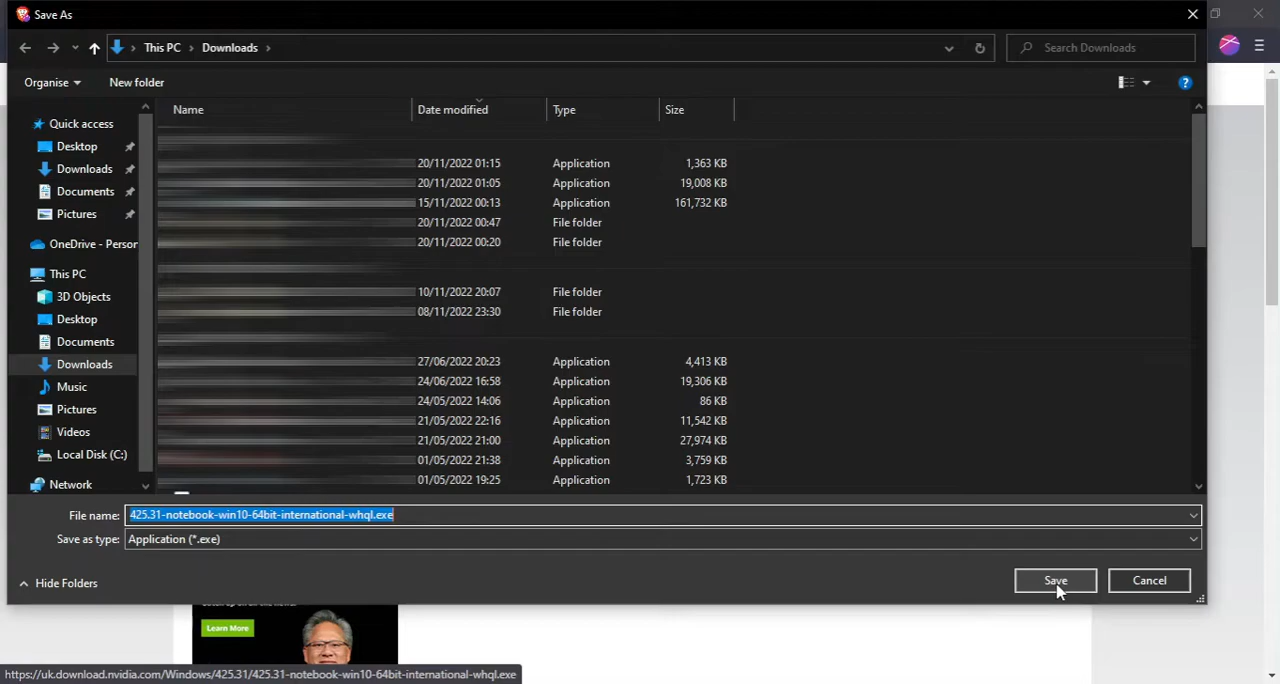 Save As
This PC
Downloads
Search Downloads
Organise
New folder
Name
Date modified
Type
Size
Quick access
Desktop
Downloads
Documents
Pictures
OneDrive - Person
This PC
3D Objects
Desktop
Documents
Downloads
Music
Pictures
Videos
Local Disk (C:)
Network
20/11/2022 01:15 Application 1,363 KB
20/11/2022 01:05 Application 19,008 KB
15/11/2022 00:13 Application 161,732 KB
20/11/2022 00:47 File folder
20/11/2022 00:20 File folder
10/11/2022 20:07 File folder
08/11/2022 23:30 File folder
27/06/2022 20:23 Application 4,413 KB
24/06/2022 16:58 Application 19,306 KB
24/05/2022 14:06 Application 86 KB
21/05/2022 22:16 Application 11,542 KB
21/05/2022 21:00 Application 27,974 KB
01/05/2022 21:38 Application 3,759 KB
01/05/2022 19:25 Application 1,723 KB
File name: 425.31-notebook-win10-64bit-international-whql.exe
Save as type: Application (*.exe)
Hide Folders
Save
Cancel
Learn More
https://uk.download.nvidia.com/Windows/425.31/425.31-notebook-win10-64bit-international-whql.exe